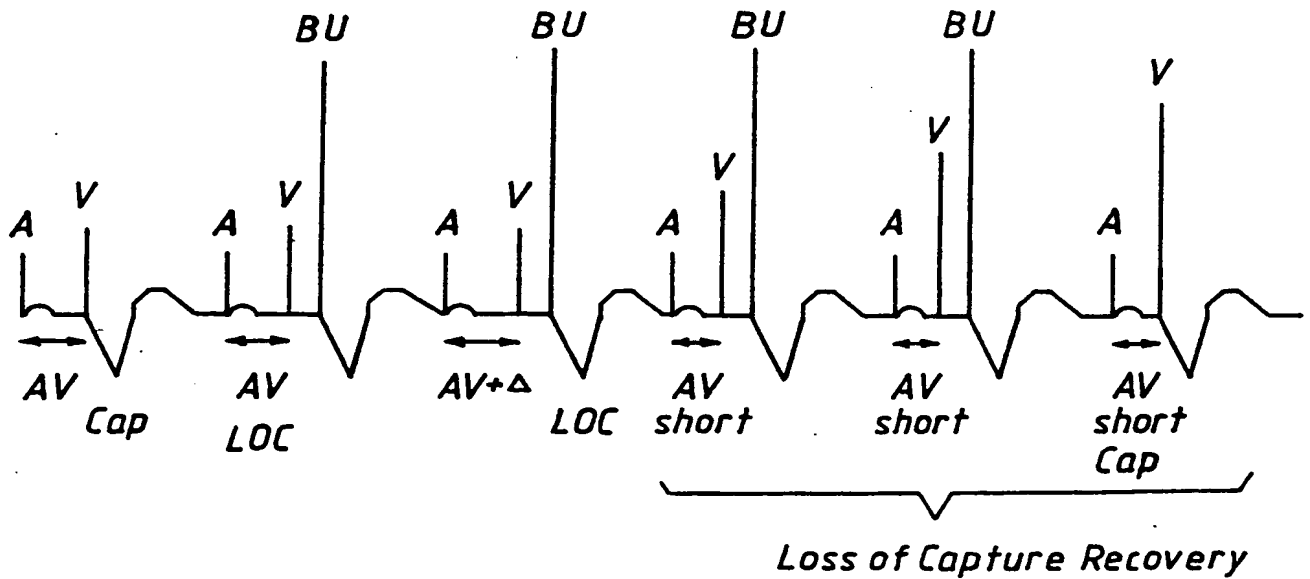 BU BU BU BU
V
V
V
A V A V A V A A A
AV AV AV+Δ AV AV AV
Cap LOC LOC short short short
Cap
Loss of Capture Recovery